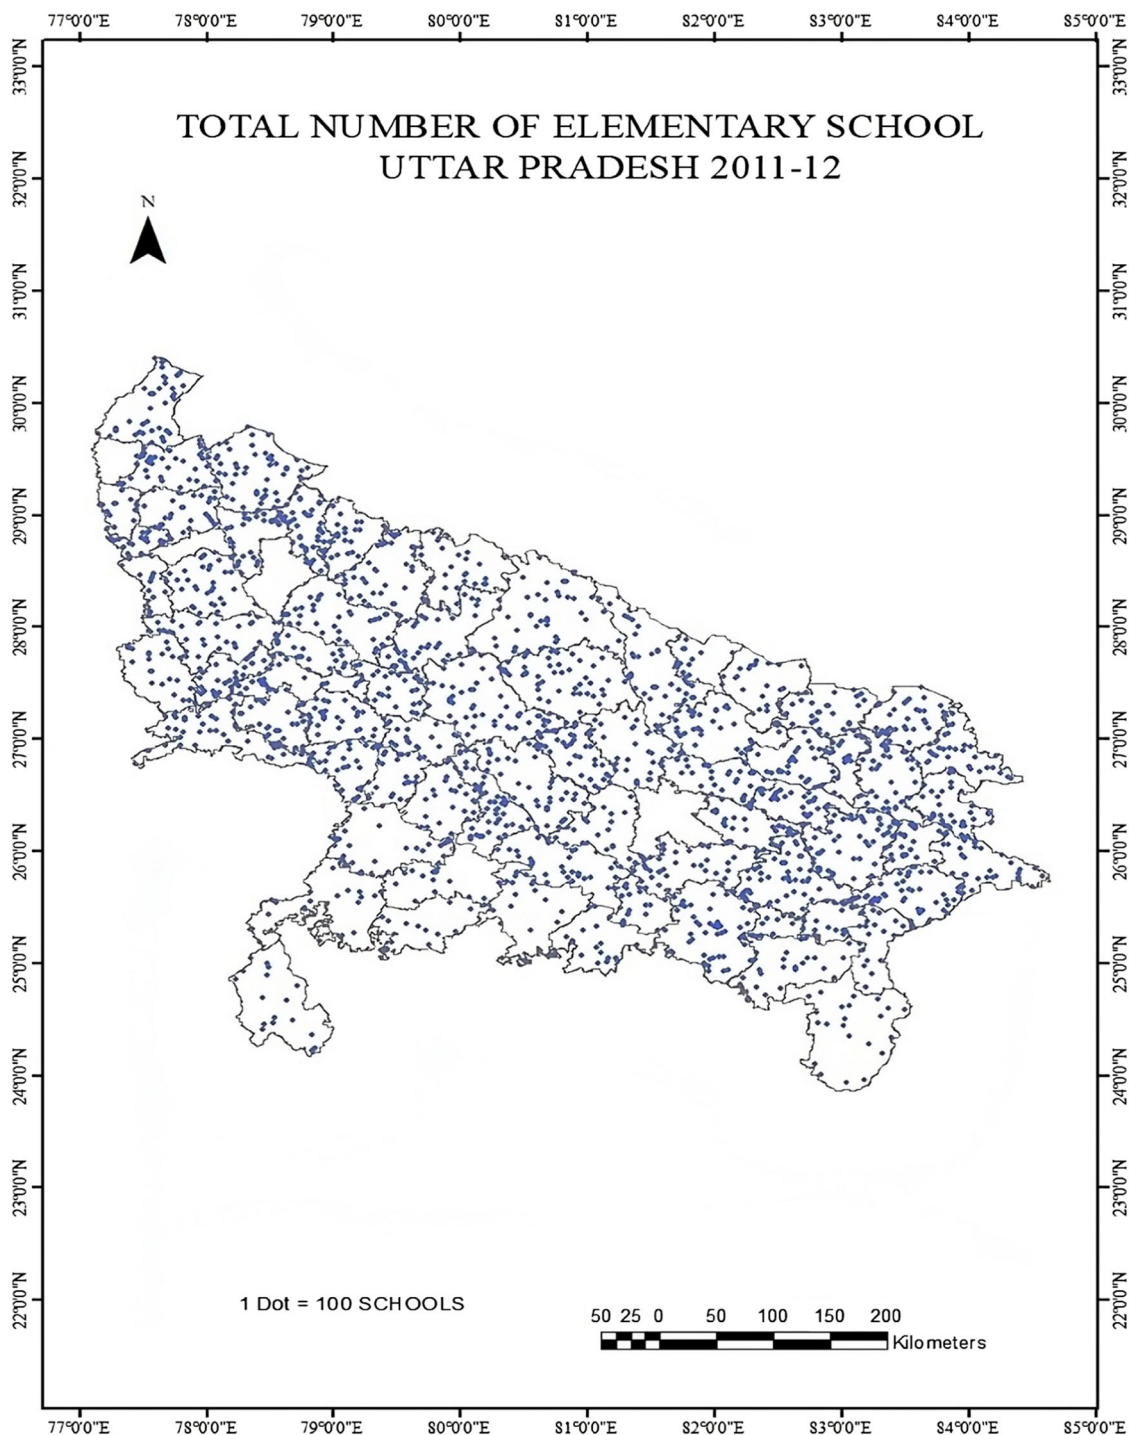 77°0'0"E 78°0'0"E 79°0'0"E 80°0'0"E 81°0'0"E 82°0'0"E 83°0'0"E 84°0'0"E 85°0'0"E
TOTAL NUMBER OF ELEMENTARY SCHOOL
UTTAR PRADESH 2011-12
N
33°0'0"N
32°0'0"N
31°0'0"N
30°0'0"N
29°0'0"N
28°0'0"N
27°0'0"N
26°0'0"N
25°0'0"N
24°0'0"N
23°0'0"N
22°0'0"N
33°0'0"N
32°0'0"N
31°0'0"N
30°0'0"N
29°0'0"N
28°0'0"N
27°0'0"N
26°0'0"N
25°0'0"N
24°0'0"N
23°0'0"N
22°0'0"N
1 Dot = 100 SCHOOLS
50 25 0 50 100 150 200
Kilometers
77°0'0"E 78°0'0"E 79°0'0"E 80°0'0"E 81°0'0"E 82°0'0"E 83°0'0"E 84°0'0"E 85°0'0"E